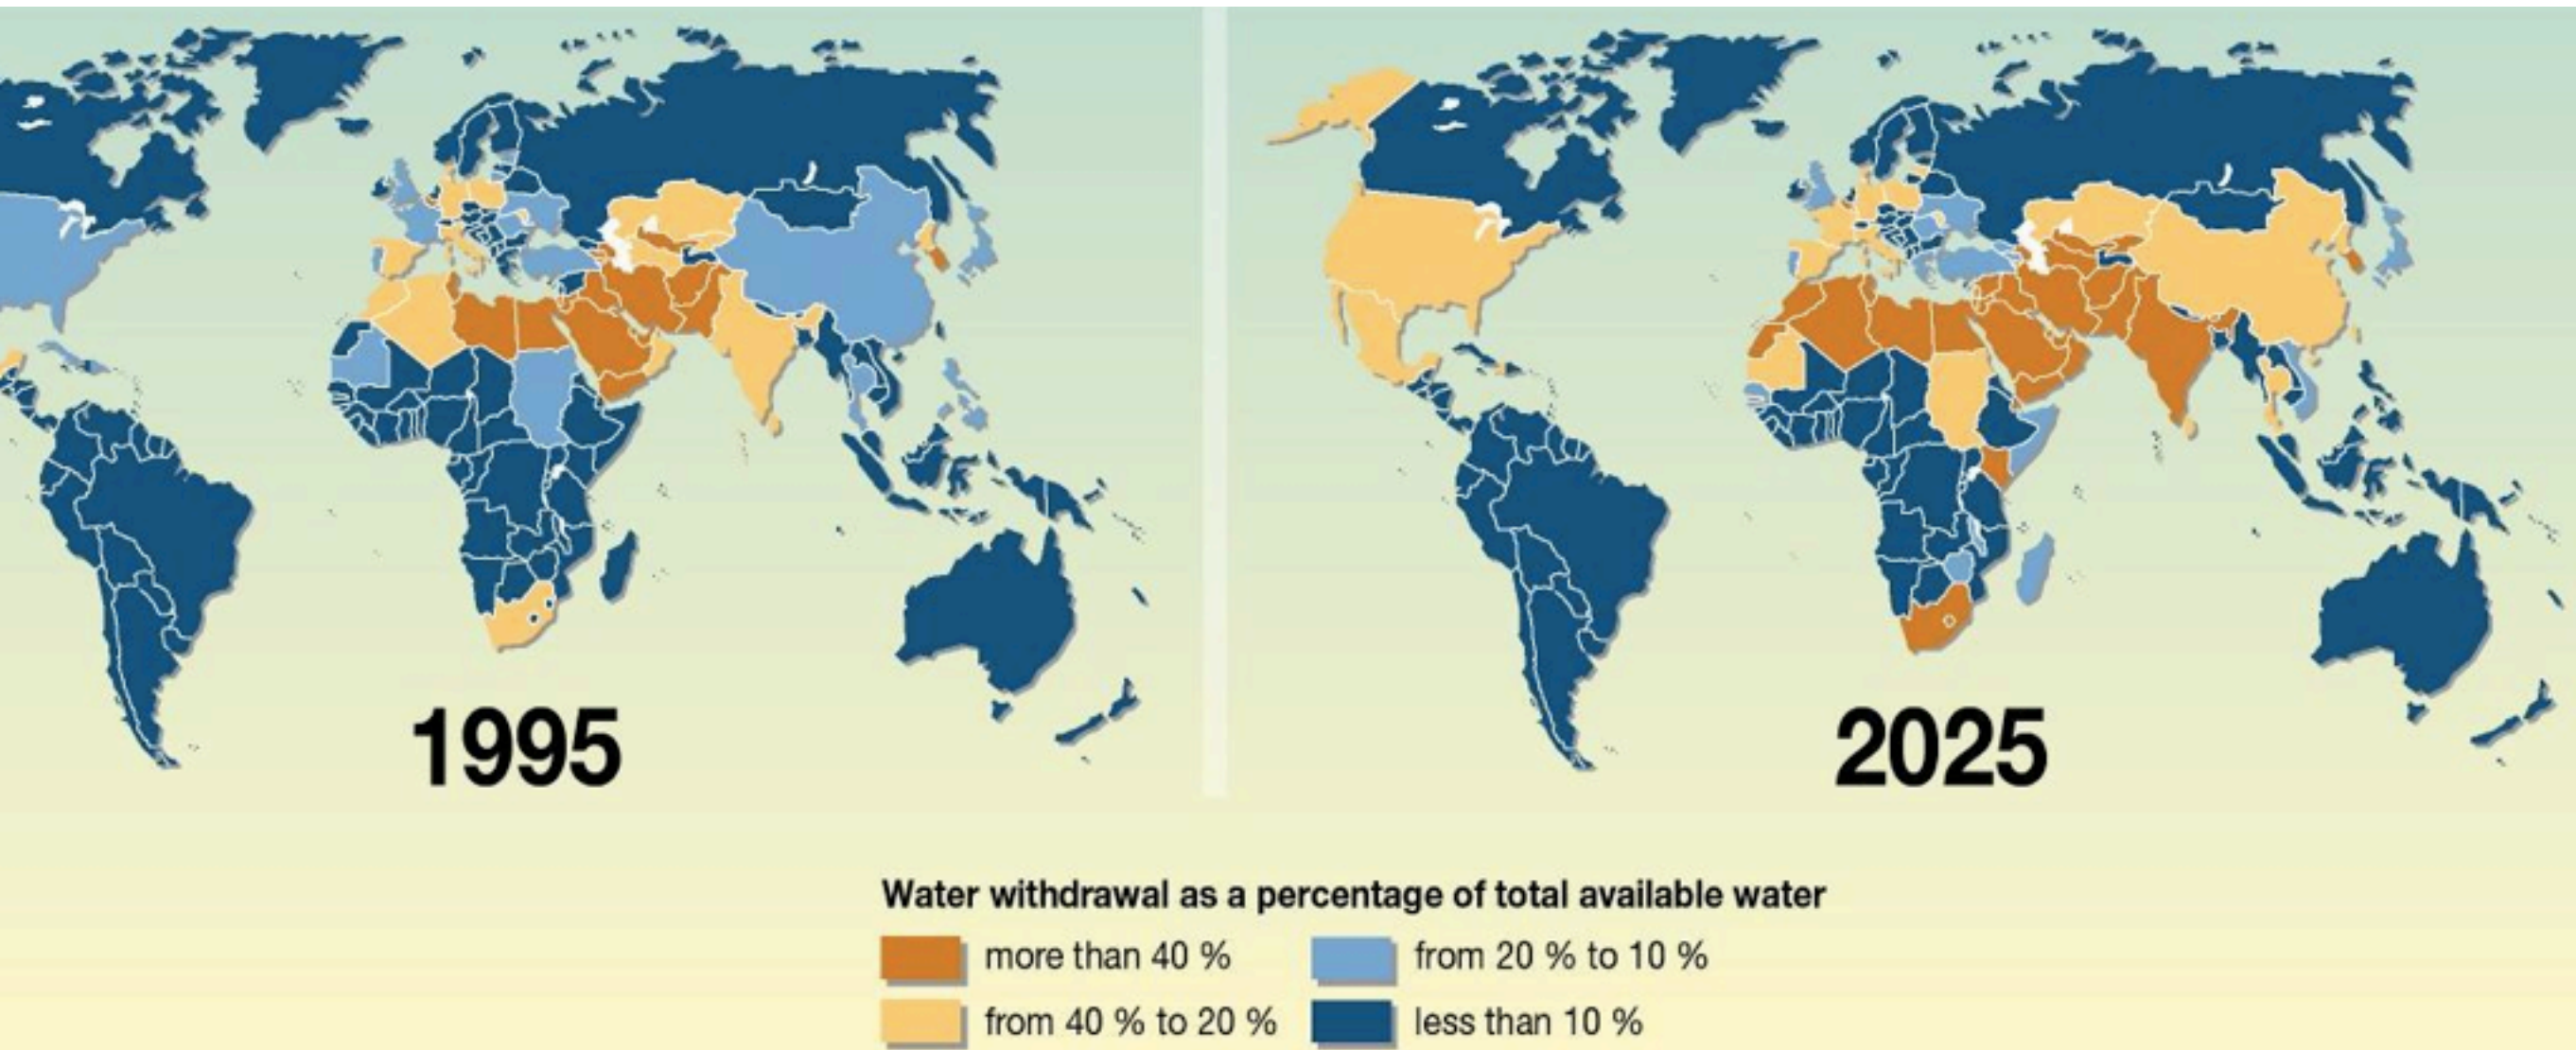 1995
2025
Water withdrawal as a percentage of total available water
more than 40 %
from 20 % to 10 %
from 40 % to 20 %
less than 10 %